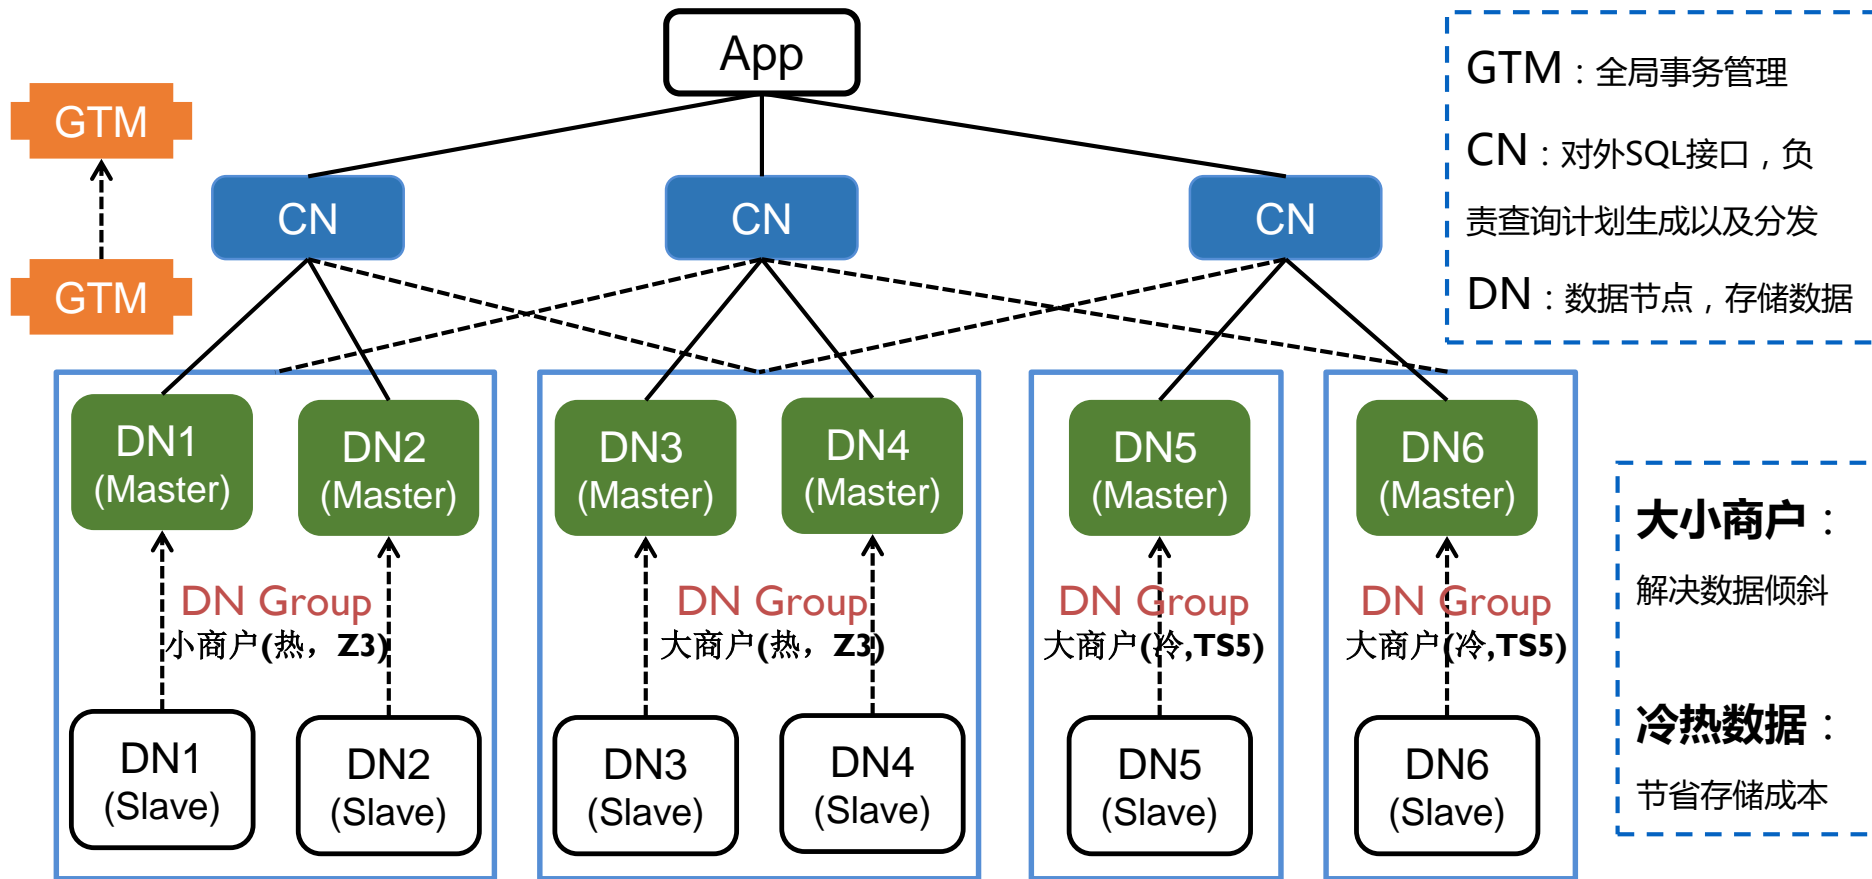 App
GTM
GTM
CN
CN
CN
GTM：全局事务管理
CN：对外SQL接口，负
责查询计划生成以及分发
DN：数据节点，存储数据
DN1
(Master)
DN2
(Master)
DN3
(Master)
DN4
(Master)
DN5
(Master)
DN6
(Master)
DN Group
小商户(热，Z3)
DN Group
大商户(热，Z3)
DN Group
大商户(冷,TS5)
DN Group
大商户(冷,TS5)
DN1
(Slave)
DN2
(Slave)
DN3
(Slave)
DN4
(Slave)
DN5
(Slave)
DN6
(Slave)
大小商户：
解决数据倾斜
冷热数据：
节省存储成本